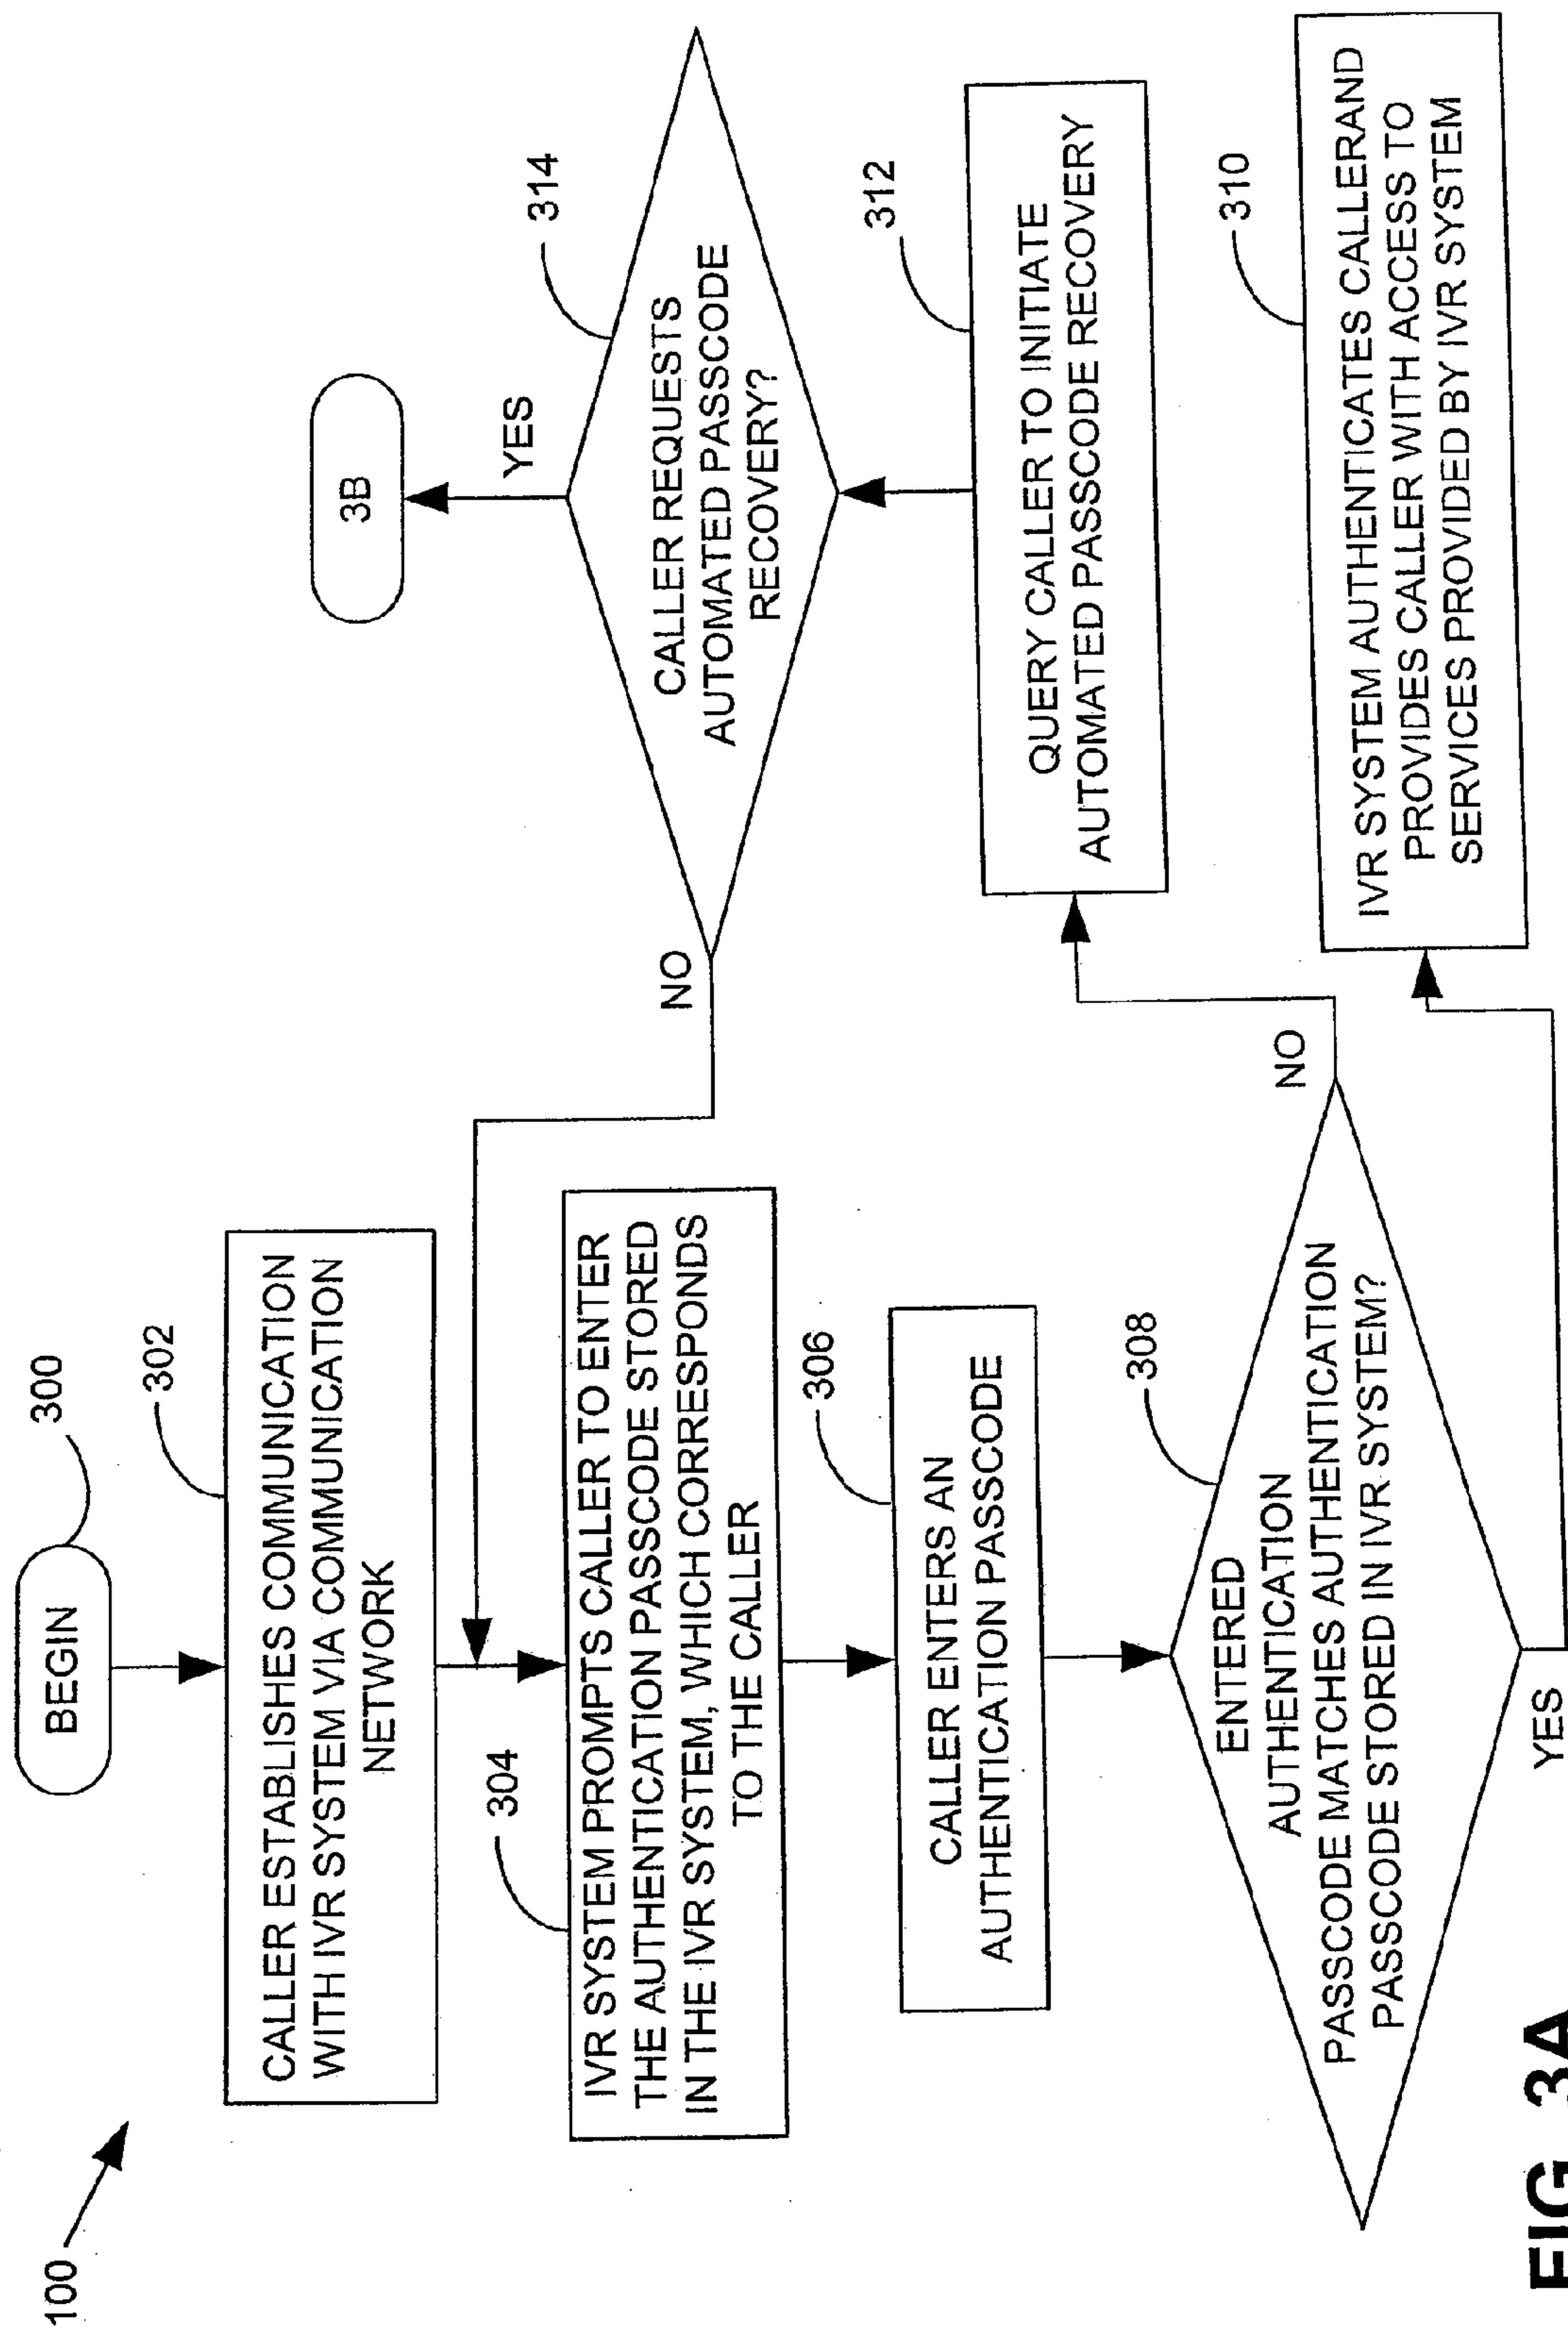 100
BEGIN
300
CALLER ESTABLISHES COMMUNICATION
WITH IVR SYSTEM VIA COMMUNICATION
NETWORK
302
IVR SYSTEM PROMPTS CALLER TO ENTER
THE AUTHENTICATION PASSCODE STORED
IN THE IVR SYSTEM, WHICH CORRESPONDS
TO THE CALLER
304
CALLER ENTERS AN
AUTHENTICATION PASSCODE
306
ENTERED
AUTHENTICATION
PASSCODE MATCHES AUTHENTICATION
PASSCODE STORED IN IVR SYSTEM?
308
YES
NO
IVR SYSTEM AUTHENTICATES CALLERAND
PROVIDES CALLER WITH ACCESS TO
SERVICES PROVIDED BY IVR SYSTEM
310
QUERY CALLER TO INITIATE
AUTOMATED PASSCODE RECOVERY
312
CALLER REQUESTS
AUTOMATED PASSCODE
RECOVERY?
314
NO
YES
3B
FIG. 3A